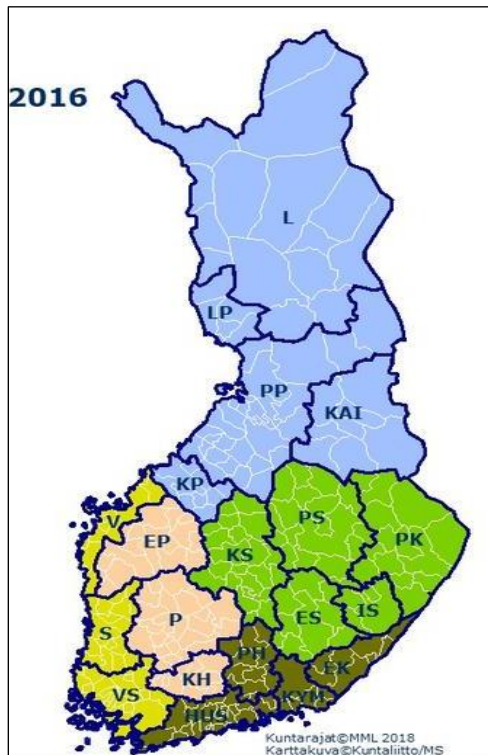 2016
L
LP
PP
KAI
KP
V
PS
PK
EP
KS
S
P
ES
IS
PH
EK
KH
VS
KYM
HUS
Kuntarajat©MML 2018
Karttakuva©Kuntaliitto/MS